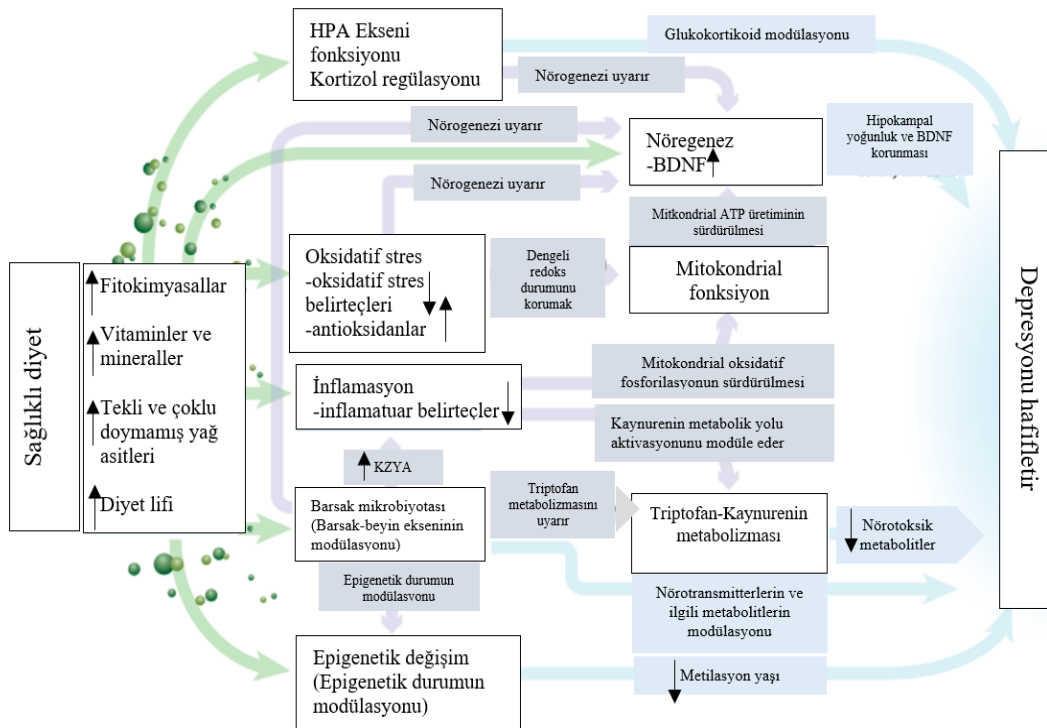 HPA Ekseni
fonksiyonu
Kortizol regülasyonu
Glukokortikoid modülasyonu
Nörogenezi uyarır
Nörogenezi uyarır
Nöregenez
-BDNF
Hipokampal
yoğunluk ve BDNF
korunması
Nörogenezi uyarır
Mitkondrial ATP üretiminin
sürdürülmesi
Sağlıklı diyet
Fitokimyasallar
Vitaminler ve
mineraller
Tekli ve çoklu
doymamış yağ
asitleri
Diyet lifi
Oksidatif stres
-oksidatif stres
belirteçleri
-antioksidanlar
Dengeli
redoks
durumunu
korumak
Mitokondrial
fonksiyon
Depresyonu hafifletir
İnflamasyon
-inflamatuar belirteçler
Mitokondrial oksidatif
fosforilasyonun sürdürülmesi
Kaynurenin metabolik yolu
aktivasyonunu module eder
KZYA
Barsak mikrobiyotası
(Barsak-beyin ekseninin
modülasyonu)
Triptofan
metabolizmasını
uyarır
Triptofan-Kaynurenin
metabolizması
Nörotoksik
metabolitler
Epigenetik durumun
modülasyonu
Nörotransmitterlerin ve
ilgili metabolitlerin
modülasyonu
Epigenetik değişim
(Epigenetik durumun
modülasyonu)
Metilasyon yaşı